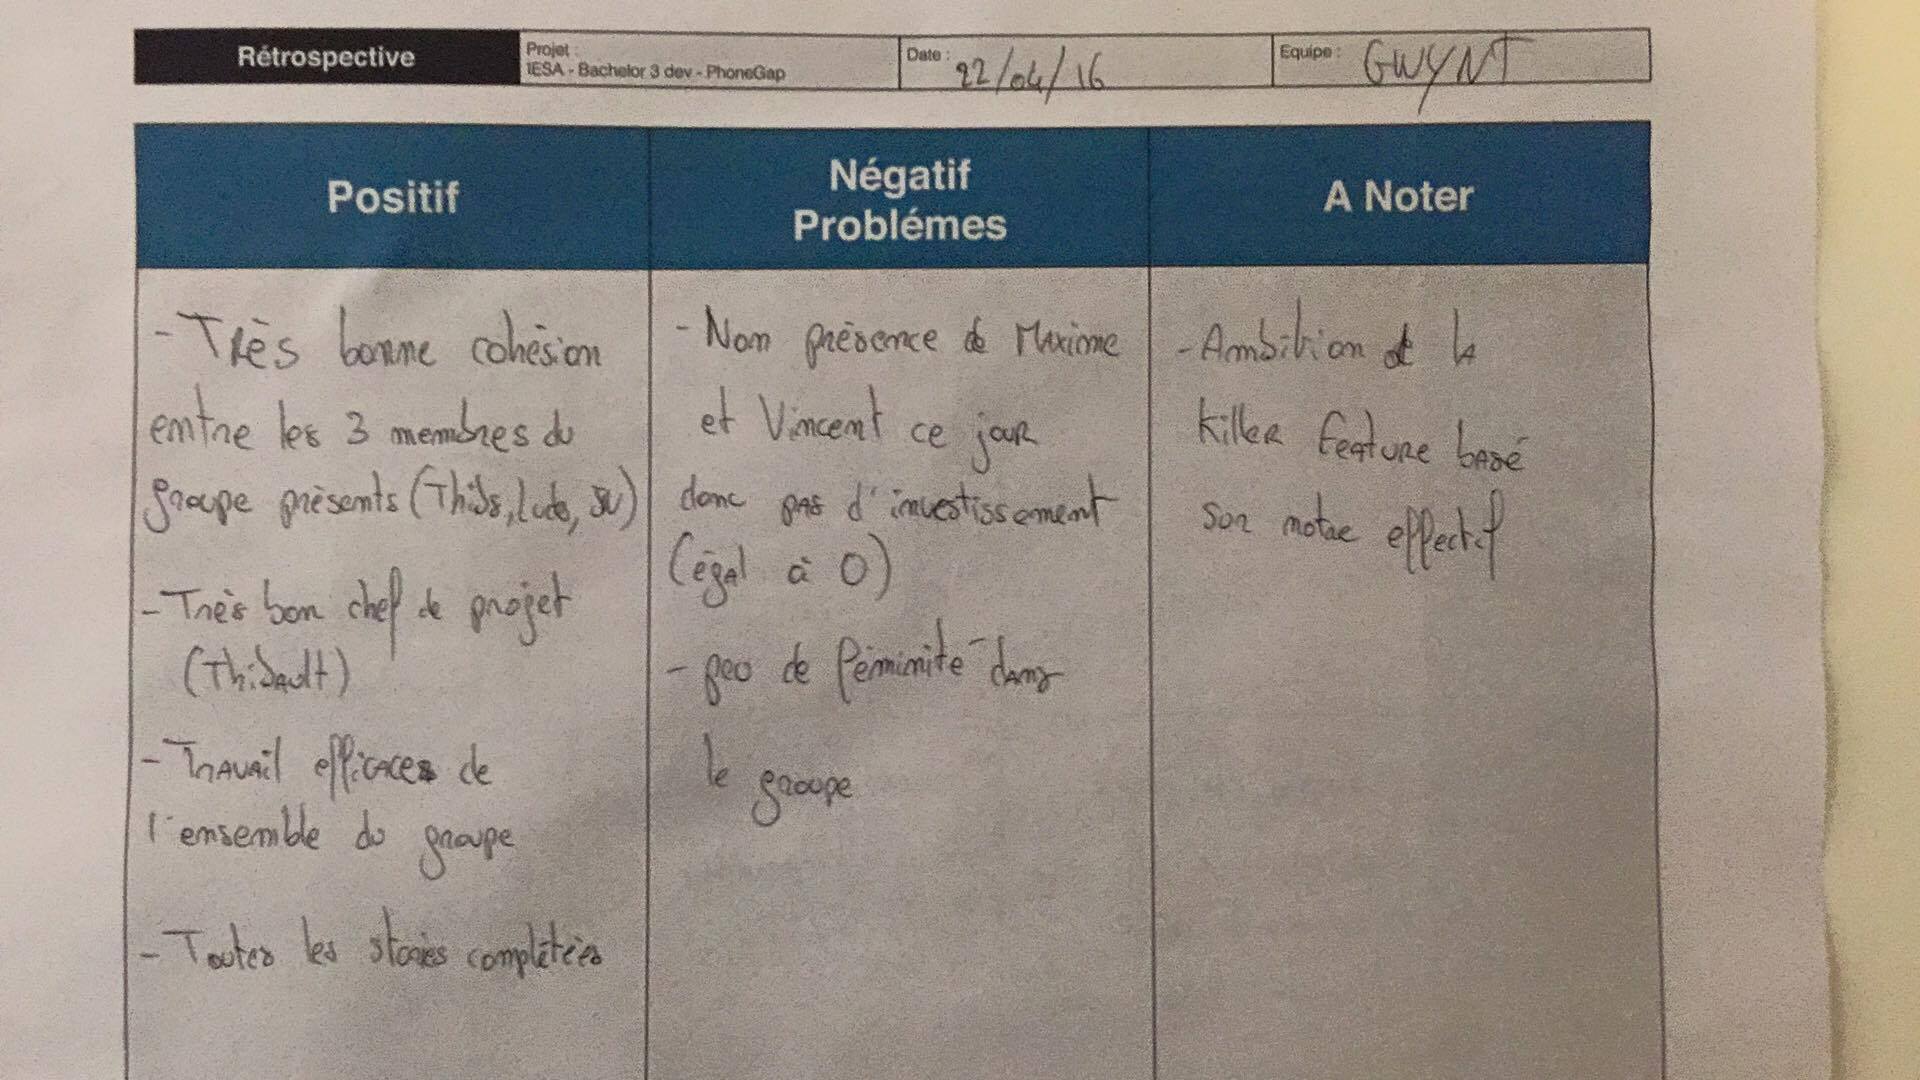 Rétrospective
Projet :
IESA - Bachelor 3 dev - PhoneGap
Date : 22/04/16
Equipe : GWYNT
Positif
Négatif
Problémes
A Noter
- Très bonne cohésion
entre les 3 membres du
groupe présents (Thibs, Ludo, JV)
- Très bon chef de projet
(Thibault)
- Travail efficaces de
l'ensemble du groupe
- Toutes les stories complétées
- Non présence de Maxime
et Vincent ce jour
donc pas d'investissement
(égal à 0)
- peu de féminité dans
le groupe
- Ambition de la
killer feature basé
sur notre effectif